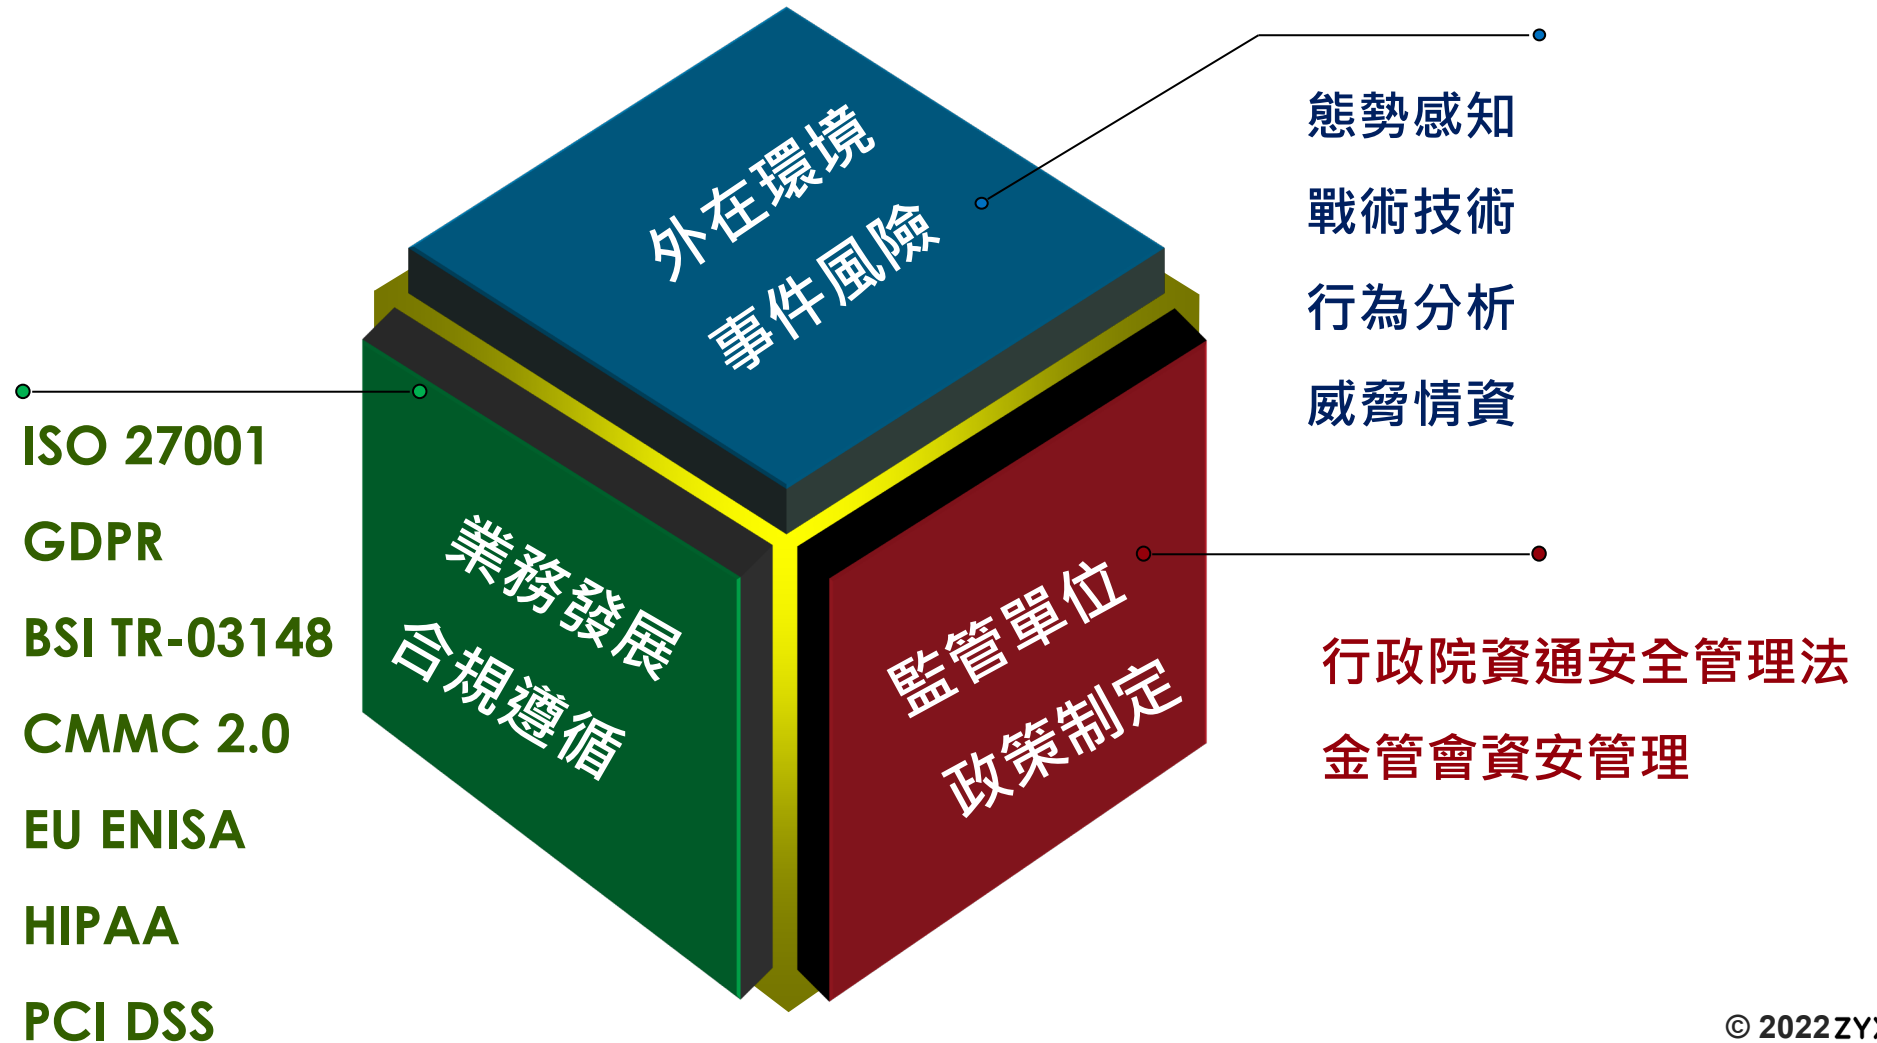 外在環境
事件風險
態勢感知
戰術技術
行為分析
威脅情資
ISO 27001
GDPR
BSI TR-03148
CMMC 2.0
EU ENISA
HIPAA
PCI DSS
業務發展
合規遵循
監管單位
政策制定
行政院資通安全管理法
金管會資安管理
© 2022 ZYX